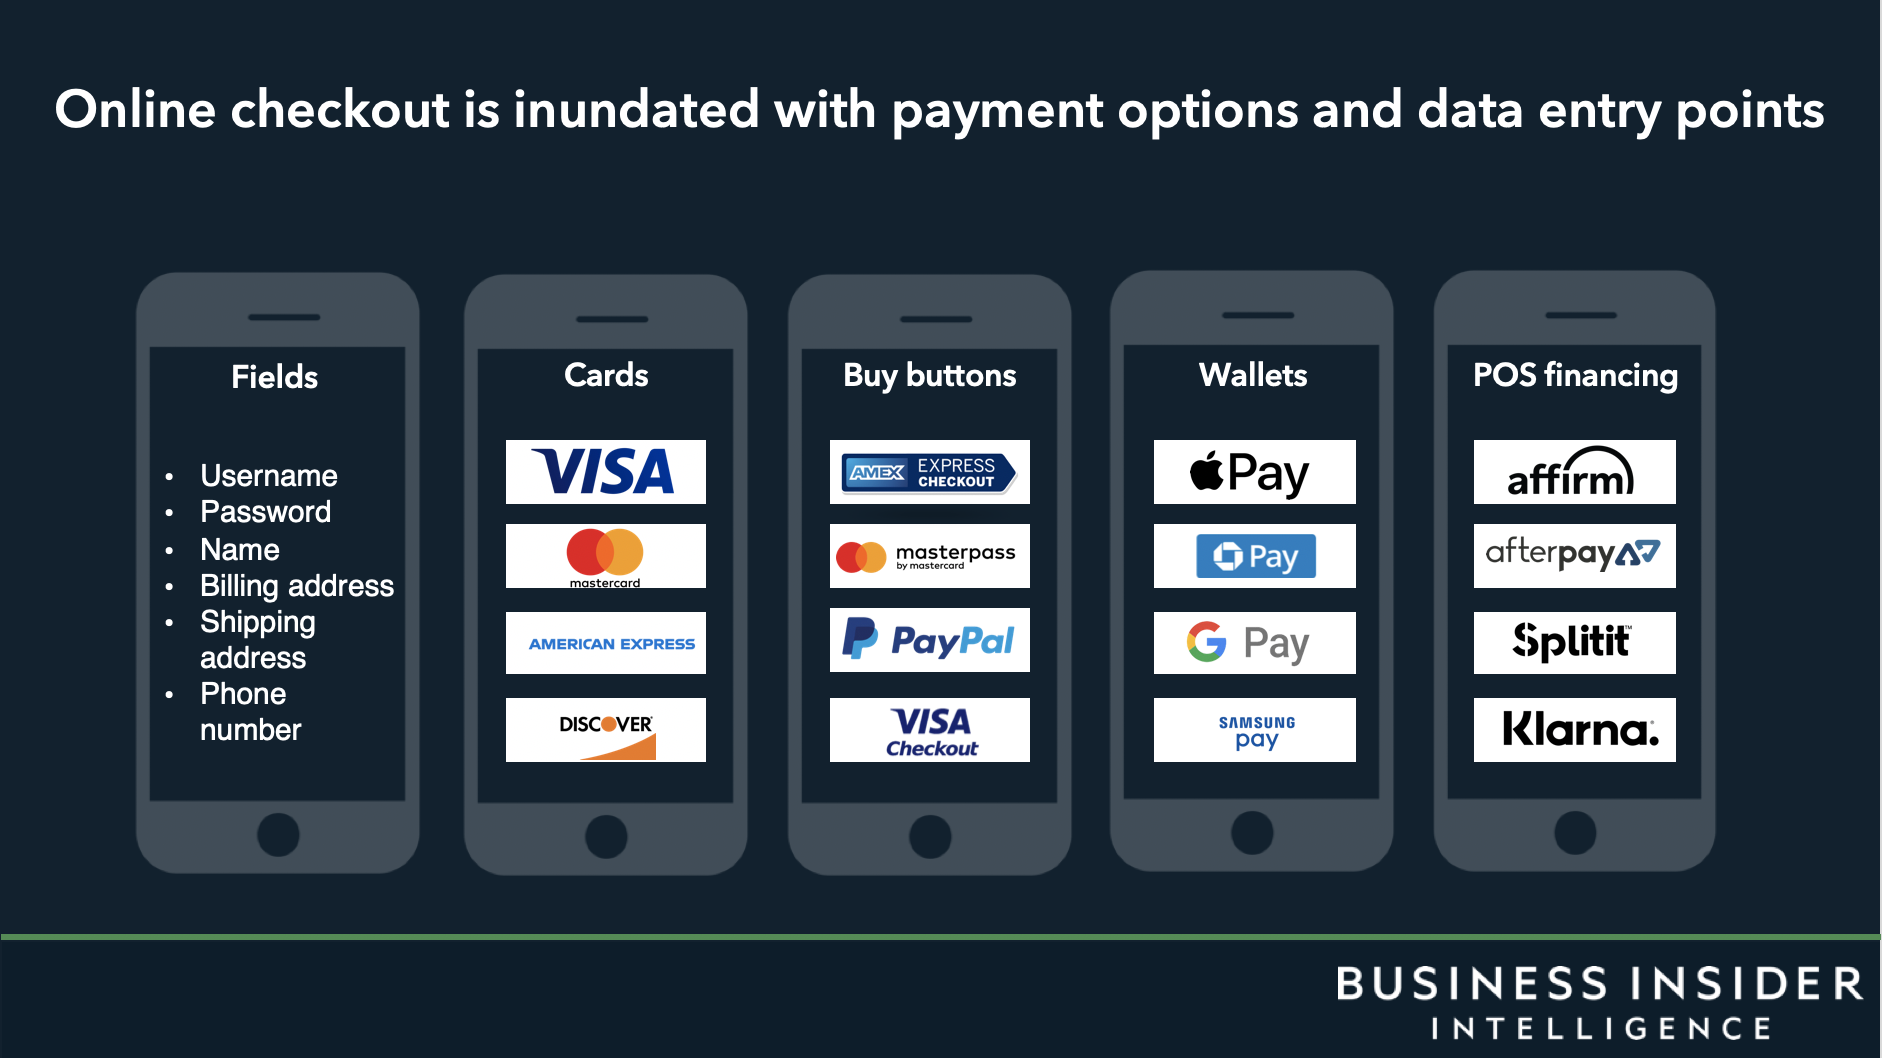 Online checkout is inundated with payment options and data entry points
Fields
• Username
• Password
• Name
• Billing address
• Shipping
address
• Phone
number
Cards
VISA
mastercard
AMERICAN EXPRESS
DISCOVER
Buy buttons
AMEX EXPRESS
CHECKOUT
masterpass
by mastercard
PayPal
VISA
Checkout
Wallets
Pay
Pay
G Pay
SAMSUNG
pay
POS financing
affirm
afterpay
Splitit™
Klarna.
BUSINESS INSIDER
INTELLIGENCE